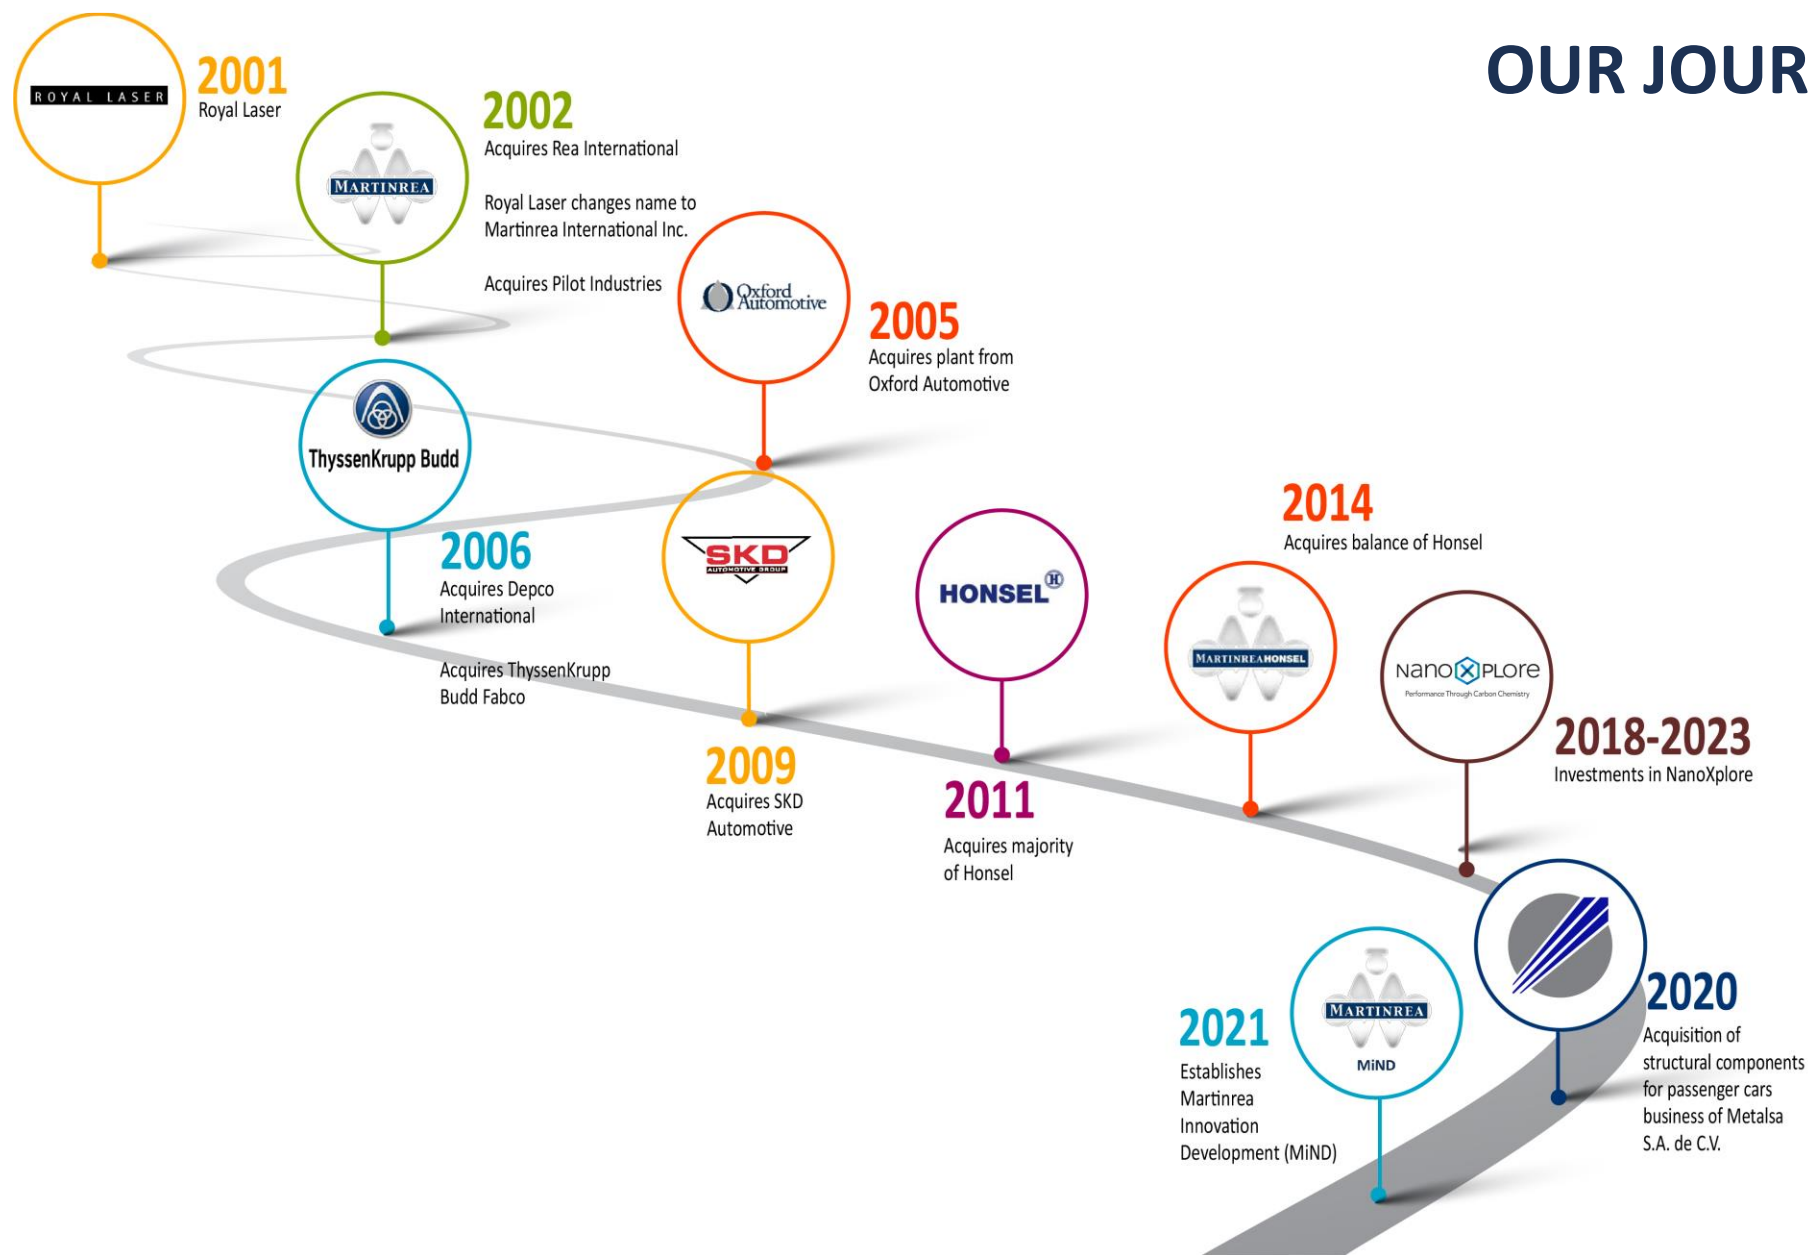 OUR JOUR
ROYAL LASER
2001
Royal Laser
MARTINREA
2002
Acquires Rea International
Royal Laser changes name to
Martinrea International Inc.
Acquires Pilot Industries
Oxford
Automotive
2005
Acquires plant from
Oxford Automotive
ThyssenKrupp Budd
2006
Acquires Depco
International
Acquires ThyssenKrupp
Budd Fabco
SKD
AUTOMOTIVE GROUP
2009
Acquires SKD
Automotive
HONSEL H
2011
Acquires majority
of Honsel
2014
Acquires balance of Honsel
MARTINREAHONSEL
NanoXPLore
Performance Through Carbon Chemistry
2018-2023
Investments in NanoXplore
2020
Acquisition of
structural components
for passenger cars
business of Metalsa
S.A. de C.V.
2021
Establishes
Martinrea
Innovation
Development (MiND)
MARTINREA
MiND